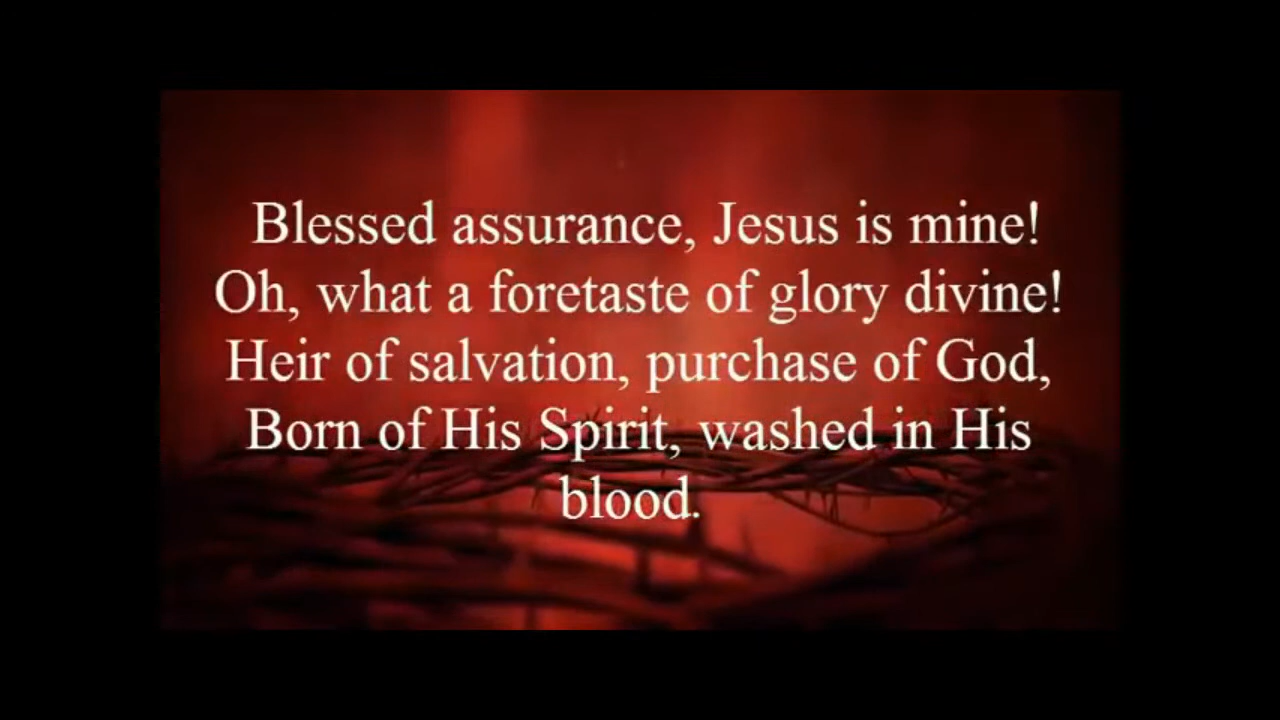 Blessed assurance, Jesus is mine!
Oh, what a foretaste of glory divine!
Heir of salvation, purchase of God,
Born of His Spirit, washed in His
blood.